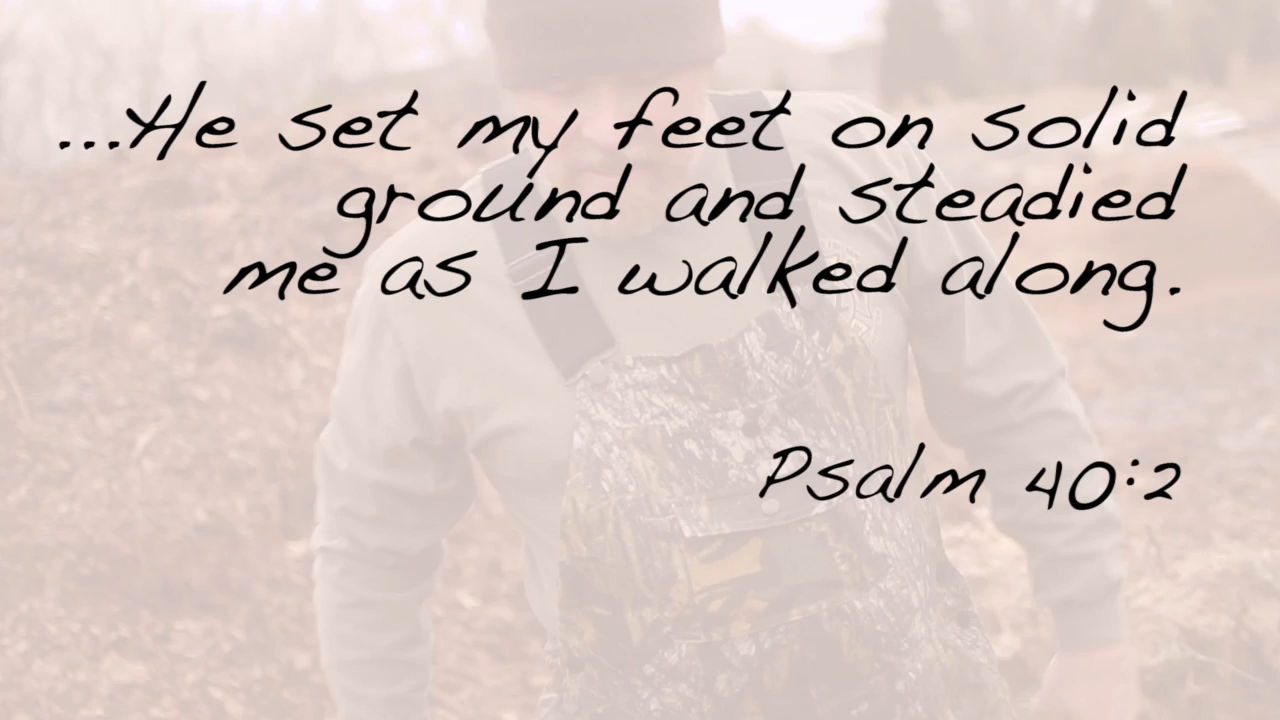 ...He set my feet on solid
ground and steadied
me as I walked along.
Psalm 40:2